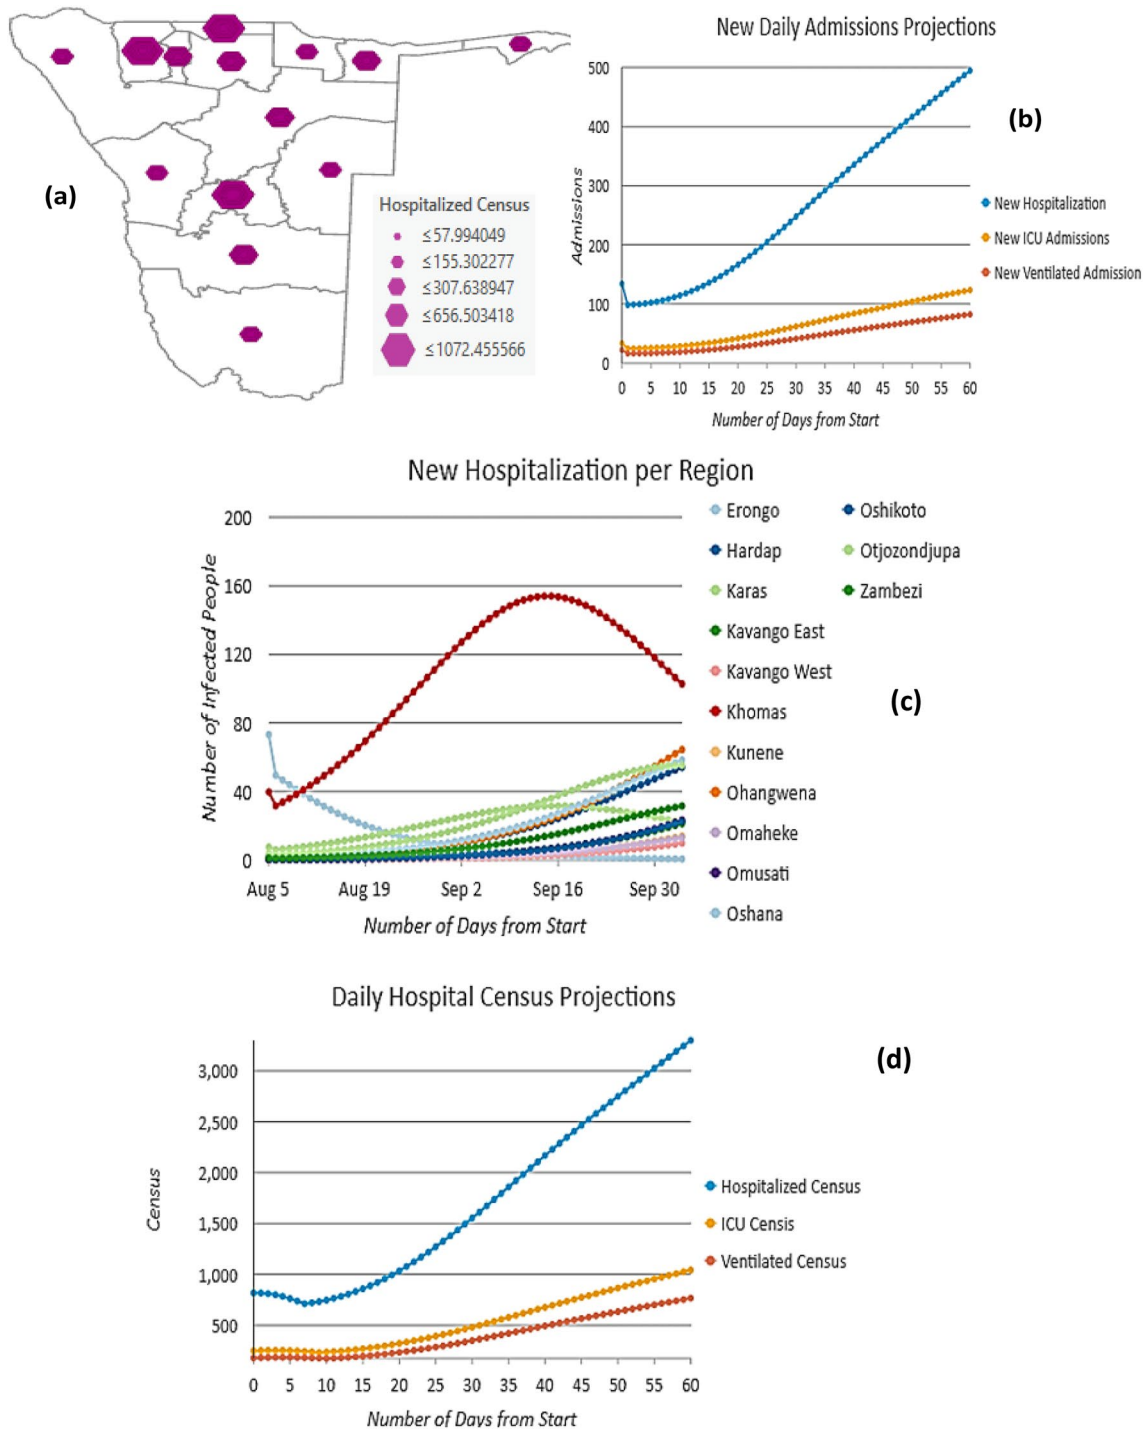 (a)
Hospitalized Census
≤57.994049
≤155.302277
≤307.638947
≤656.503418
≤1072.455566
New Daily Admissions Projections
(b)
500
400
300
200
100
0
Admissions
0 5 10 15 20 25 30 35 40 45 50 55 60
Number of Days from Start
New Hospitalization
New ICU Admissions
New Ventilated Admission
New Hospitalization per Region
(c)
200
160
120
80
40
0
Number of Infected People
Aug 5 Aug 19 Sep 2 Sep 16 Sep 30
Number of Days from Start
Erongo
Hardap
Karas
Kavango East
Kavango West
Khomas
Kunene
Ohangwena
Omaheke
Omusati
Oshana
Oshikoto
Otjozondjupa
Zambezi
Daily Hospital Census Projections
(d)
3,000
2,500
2,000
1,500
1,000
500
Census
0 5 10 15 20 25 30 35 40 45 50 55 60
Number of Days from Start
Hospitalized Census
ICU Censis
Ventilated Census